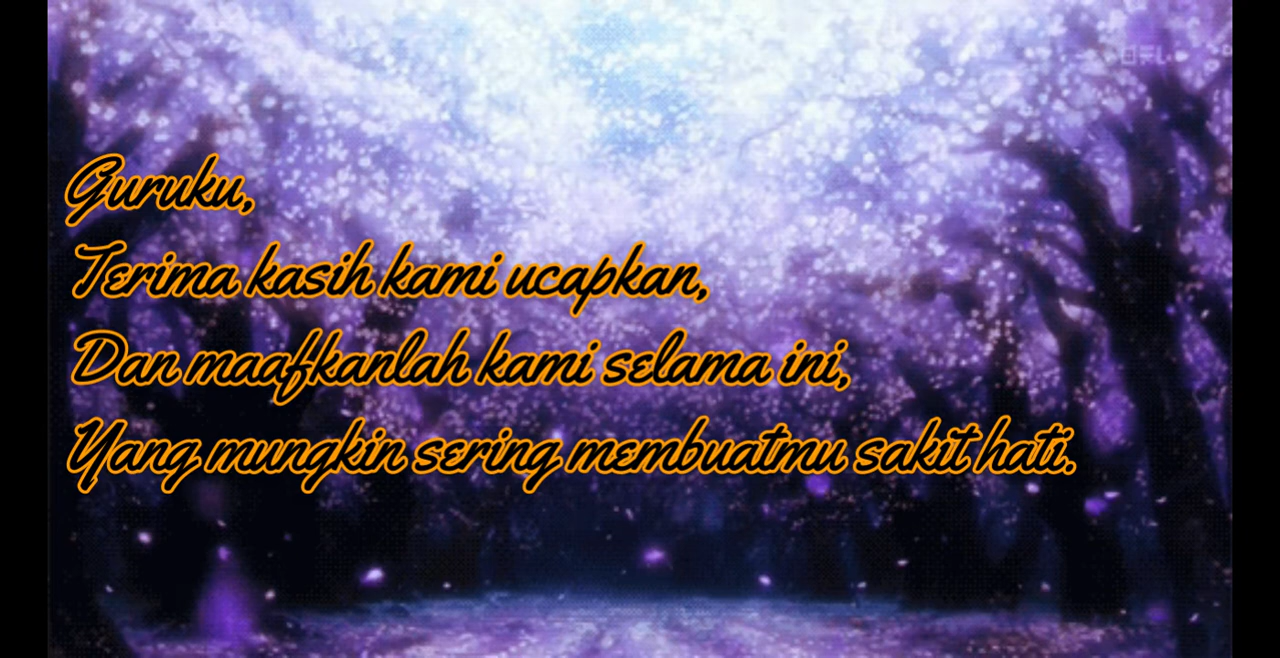 Guruku,
Terima kasih kami ucapkan,
Dan maafkanlah kami selama ini,
Yang mungkin sering membuatmu sakit hati.